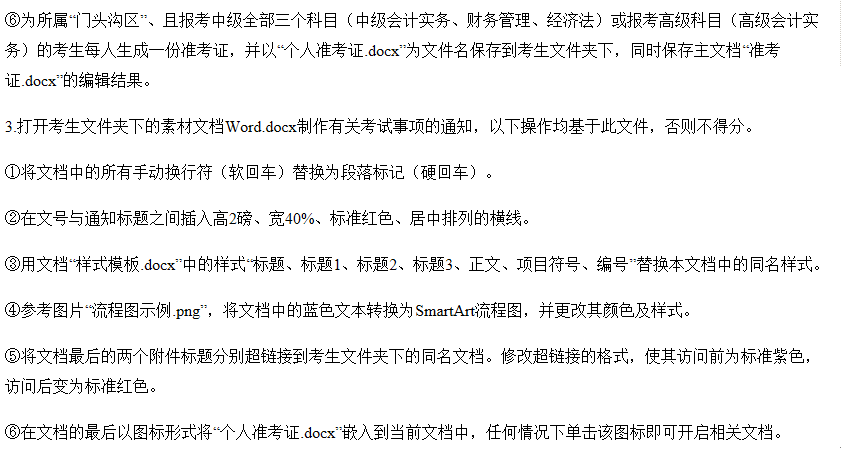 ⑥为所属“门头沟区”、且报考中级全部三个科目（中级会计实务、财务管理、经济法）或报考高级科目（高级会计实
务）的考生每人生成一份准考证，并以“个人准考证.docx”为文件名保存到考生文件夹下，同时保存主文档“准考
证.docx”的编辑结果。
3.打开考生文件夹下的素材文档Word.docx制作有关考试事项的通知，以下操作均基于此文件，否则不得分。
①将文档中的所有手动换行符（软回车）替换为段落标记（硬回车）。
②在文号与通知标题之间插入高2磅、宽40%、标准红色、居中排列的横线。
③用文档“样式模板.docx”中的样式“标题、标题1、标题2、标题3、正文、项目符号、编号”替换本文档中的同名样式。
④参考图片“流程图示例.png”，将文档中的蓝色文本转换为SmartArt流程图，并更改其颜色及样式。
⑤将文档最后的两个附件标题分别超链接到考生文件夹下的同名文档。修改超链接的格式，使其访问前为标准紫色，
访问后变为标准红色。
⑥在文档的最后以图标形式将“个人准考证.docx”嵌入到当前文档中，任何情况下单击该图标即可开启相关文档。